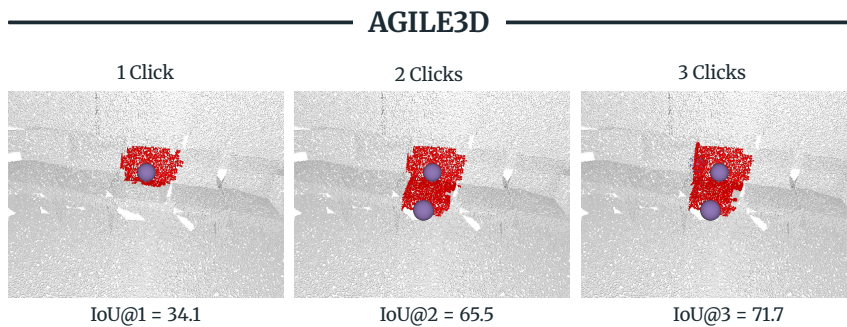 AGILE3D
1 Click
2 Clicks
3 Clicks
IoU@1 = 34.1
IoU@2 = 65.5
IoU@3 = 71.7